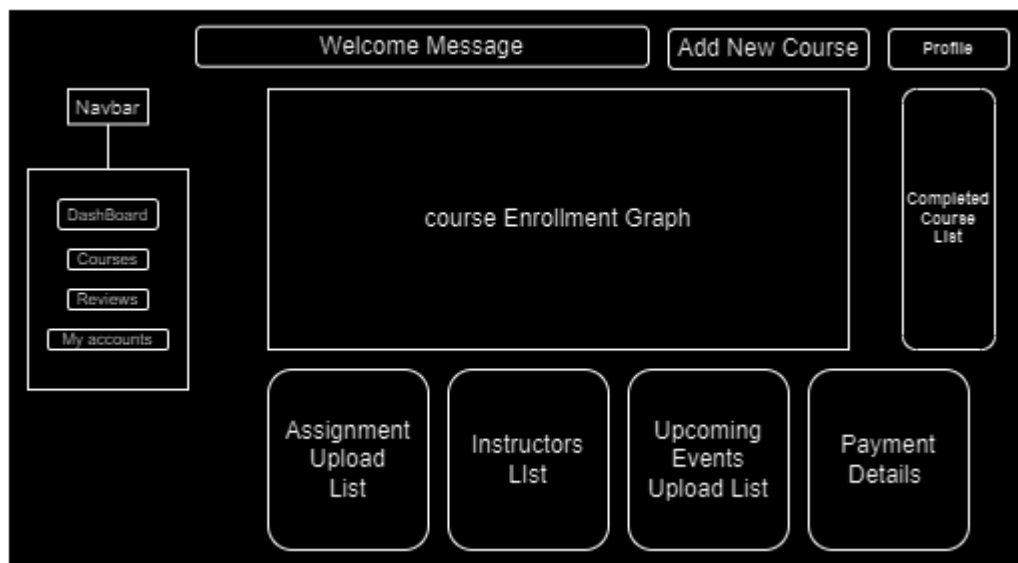 Welcome Message
Add New Course
Profile
Navbar
DashBoard
Courses
Reviews
My accounts
course Enrollment Graph
Completed
Course
LIst
Assignment
Upload
List
Instructors
LIst
Upcoming
Events
Upload List
Payment
Details